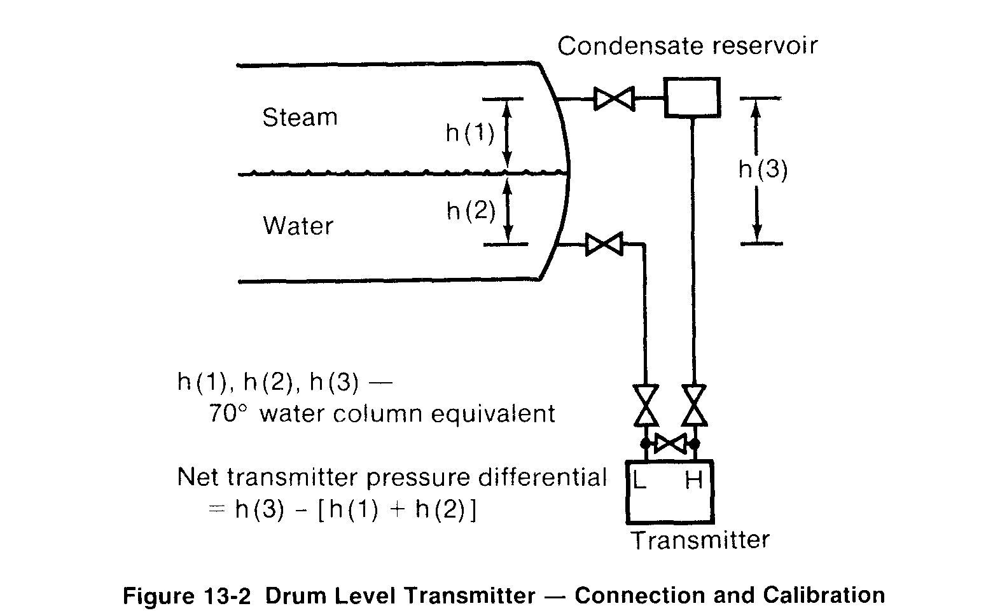 Condensate reservoir
Steam
h(1)
h(3)
h(2)
Water
h(1), h(2), h(3) —
70° water column equivalent
Net transmitter pressure differential
= h(3) - [h(1) + h(2)]
L H
Transmitter
Figure 13-2 Drum Level Transmitter — Connection and Calibration